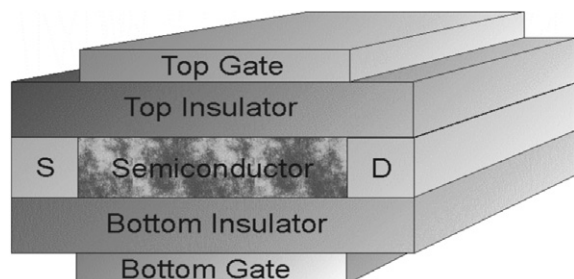 Top Gate
Top Insulator
S Semiconductor D
Bottom Insulator
Bottom Gate